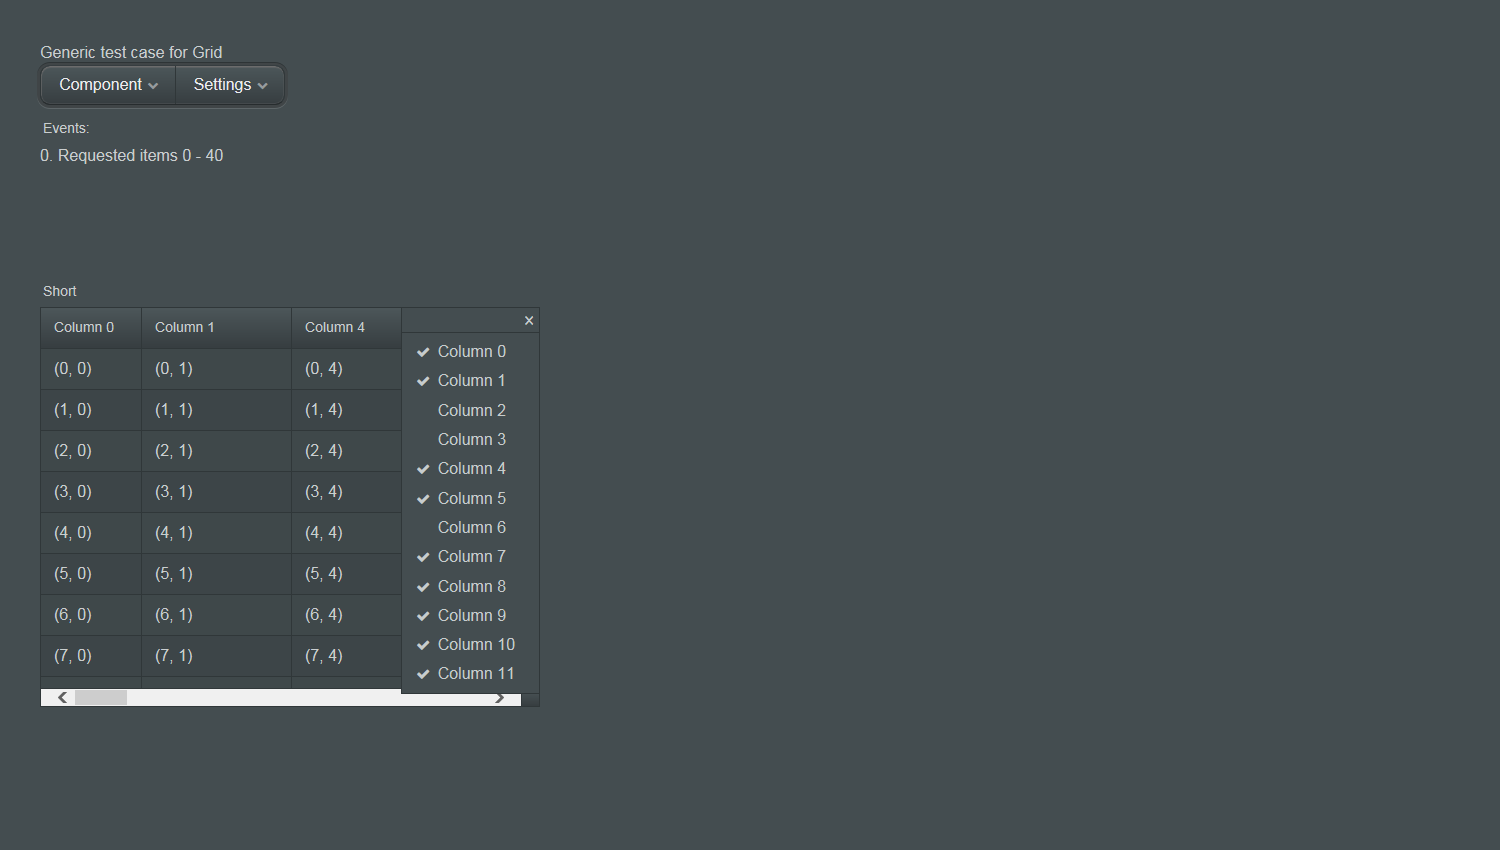 Generic test case for Grid
Component Settings
Events:
0. Requested items 0 - 40
Short
Column 0 Column 1 Column 4
(0, 0) (0, 1) (0, 4)
(1, 0) (1, 1) (1, 4)
(2, 0) (2, 1) (2, 4)
(3, 0) (3, 1) (3, 4)
(4, 0) (4, 1) (4, 4)
(5, 0) (5, 1) (5, 4)
(6, 0) (6, 1) (6, 4)
(7, 0) (7, 1) (7, 4)
Column 0
Column 1
Column 2
Column 3
Column 4
Column 5
Column 6
Column 7
Column 8
Column 9
Column 10
Column 11